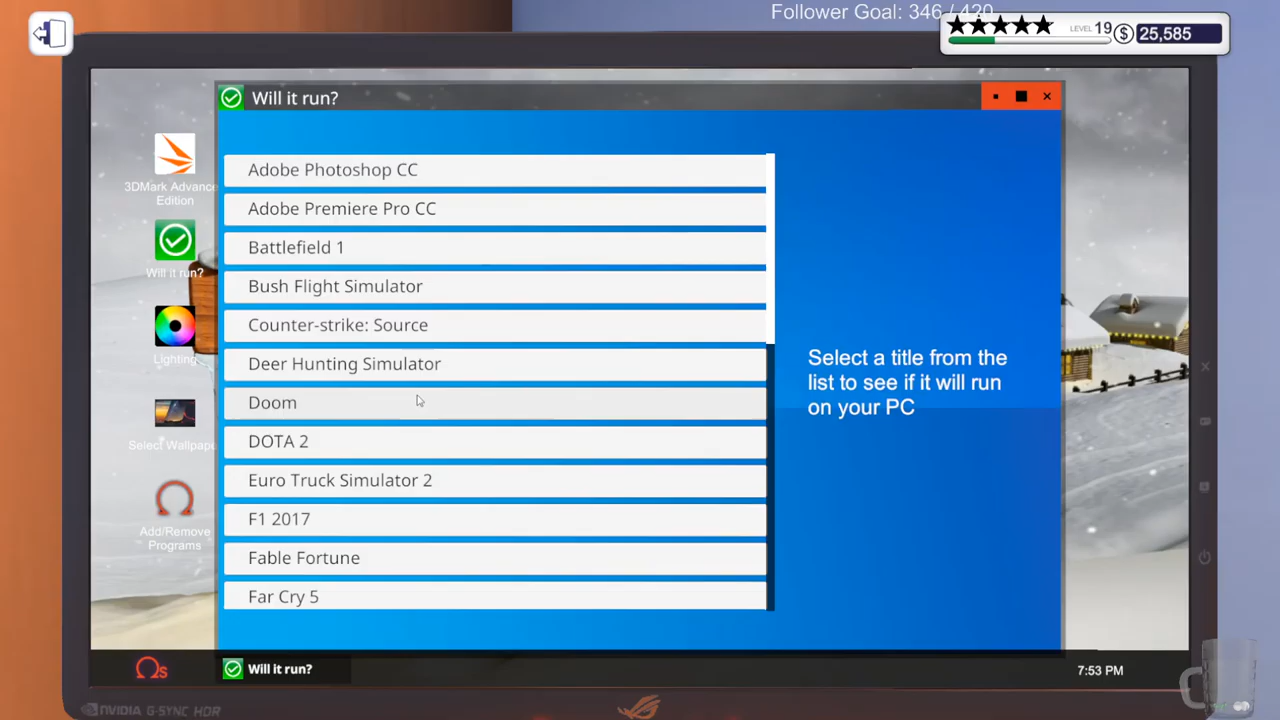 Follower Goal: 346 / 420
LEVEL 19
$ 25,585
Will it run?
3DMark Advance
Edition
Will it run?
Lighting
Select Wallpape
Add/Remove
Programs
Adobe Photoshop CC
Adobe Premiere Pro CC
Battlefield 1
Bush Flight Simulator
Counter-strike: Source
Deer Hunting Simulator
Doom
DOTA 2
Euro Truck Simulator 2
F1 2017
Fable Fortune
Far Cry 5
Select a title from the
list to see if it will run
on your PC
Ωs
Will it run?
7:53 PM
NVIDIA G-SYNC HDR